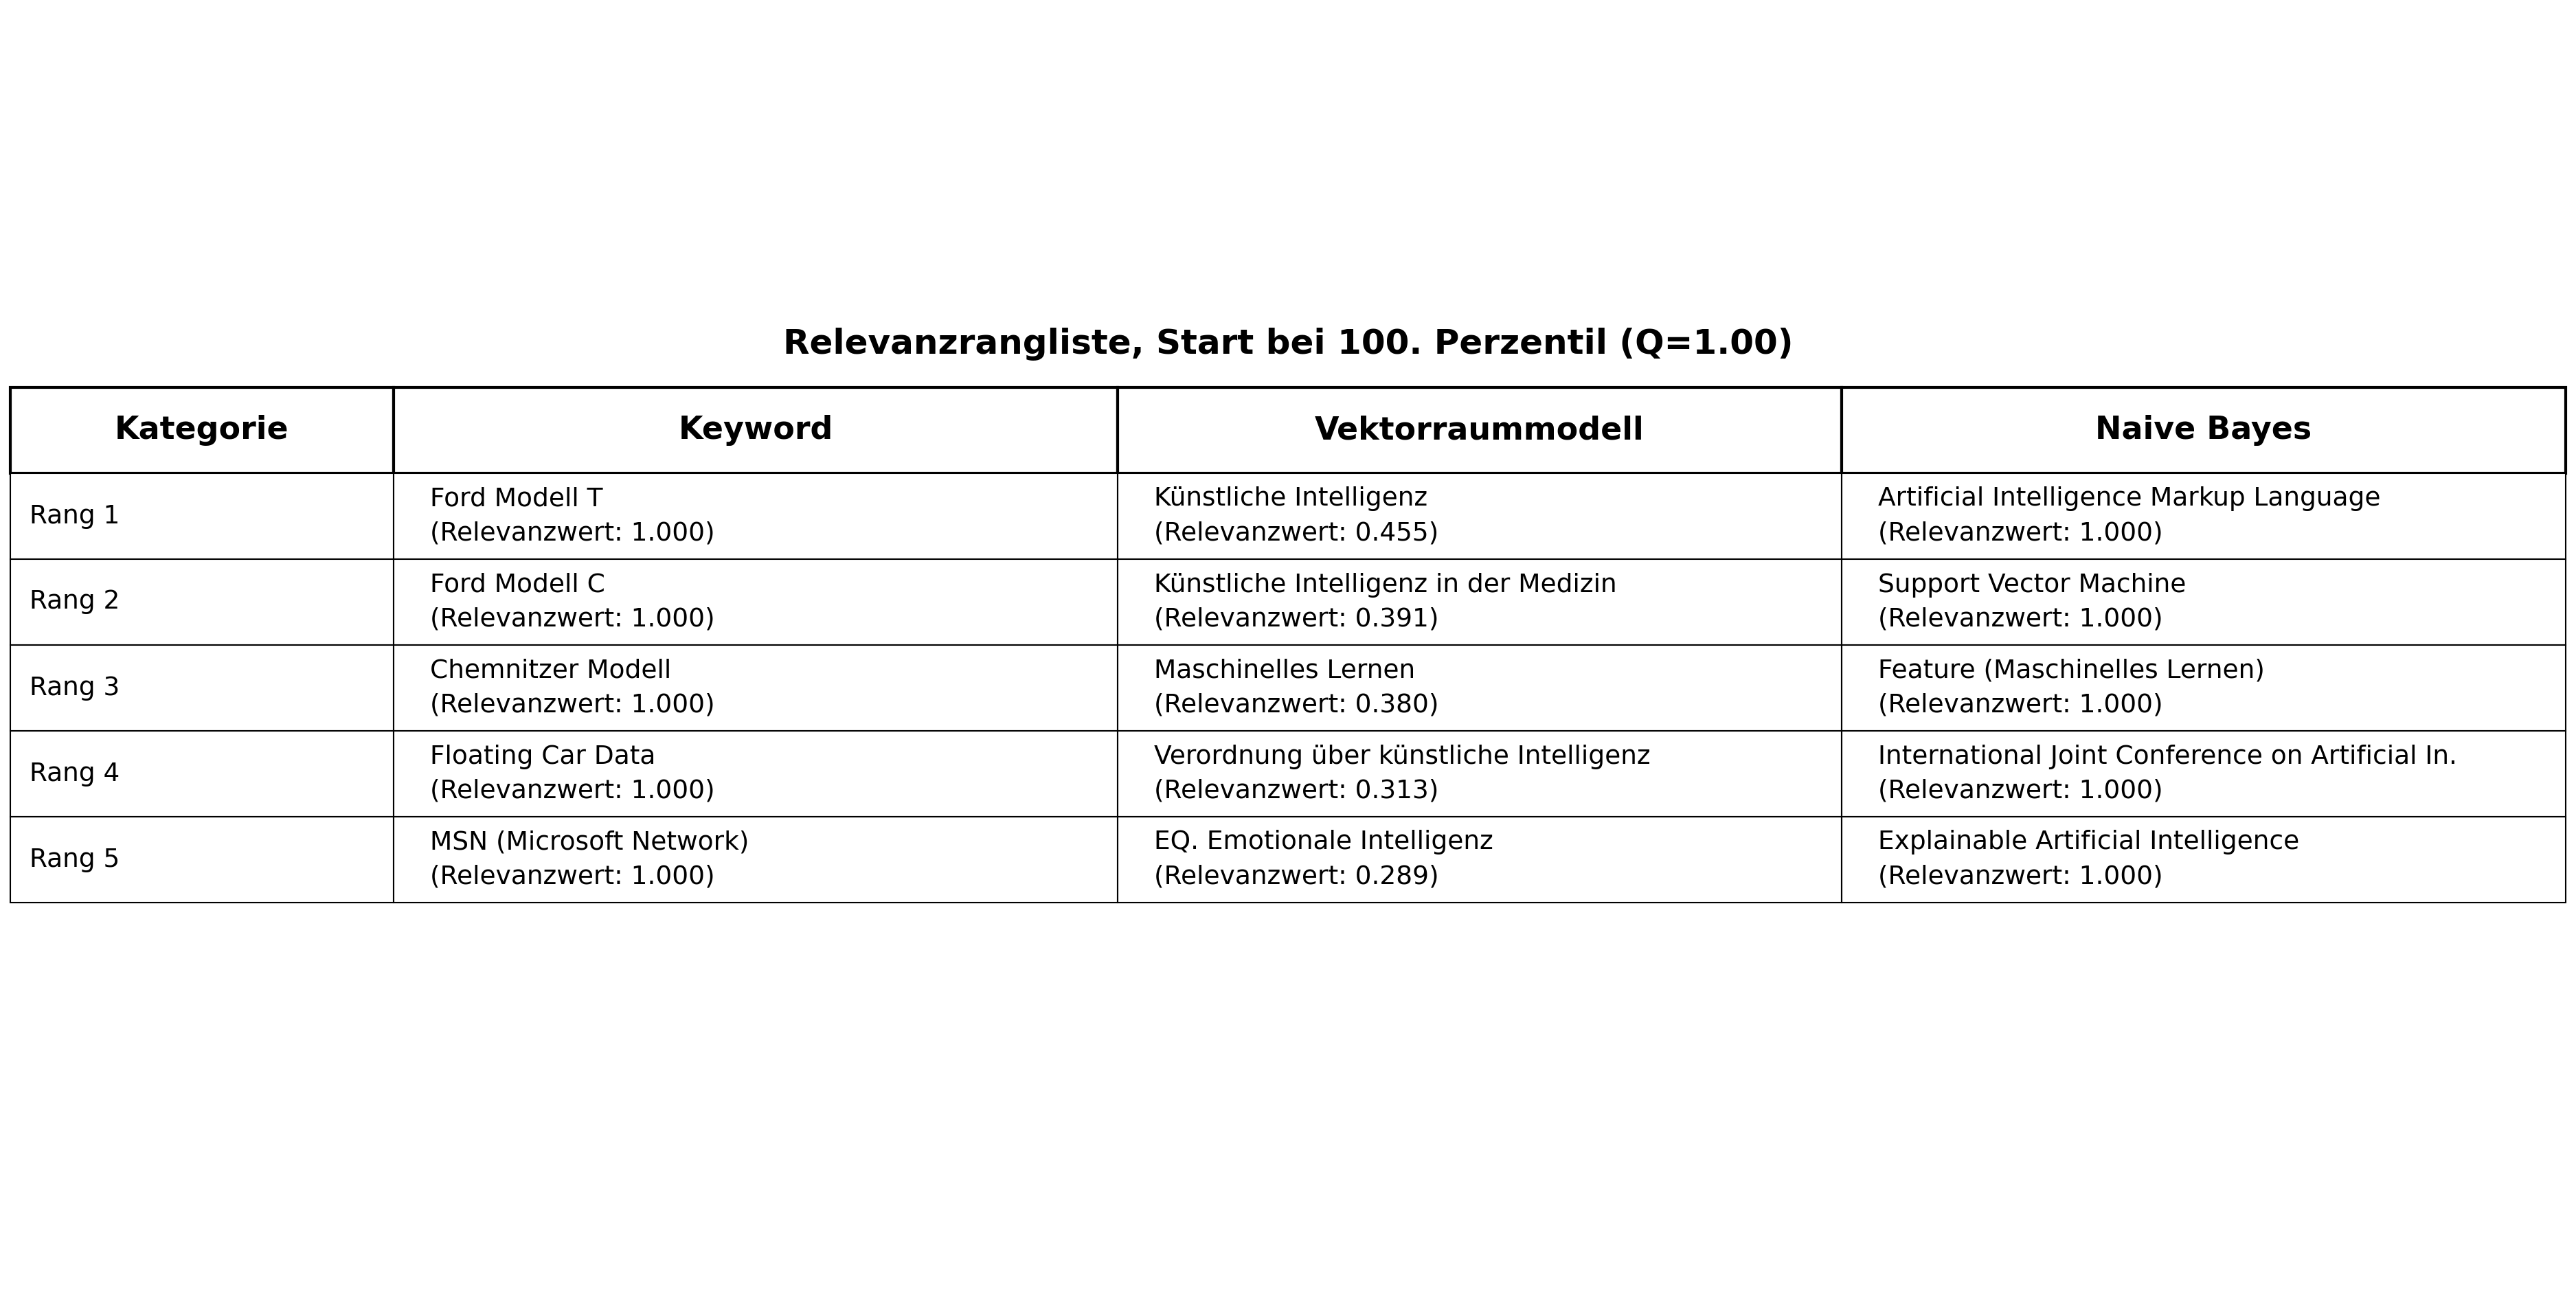 Relevanzrangliste, Start bei 100. Perzentil (Q=1.00)
Kategorie Keyword Vektorraummodell Naive Bayes
Rang 1
Ford Modell T
(Relevanzwert: 1.000)
Künstliche Intelligenz
(Relevanzwert: 0.455)
Artificial Intelligence Markup Language
(Relevanzwert: 1.000)
Rang 2
Ford Modell C
(Relevanzwert: 1.000)
Künstliche Intelligenz in der Medizin
(Relevanzwert: 0.391)
Support Vector Machine
(Relevanzwert: 1.000)
Rang 3
Chemnitzer Modell
(Relevanzwert: 1.000)
Maschinelles Lernen
(Relevanzwert: 0.380)
Feature (Maschinelles Lernen)
(Relevanzwert: 1.000)
Rang 4
Floating Car Data
(Relevanzwert: 1.000)
Verordnung über künstliche Intelligenz
(Relevanzwert: 0.313)
International Joint Conference on Artificial In.
(Relevanzwert: 1.000)
Rang 5
MSN (Microsoft Network)
(Relevanzwert: 1.000)
EQ. Emotionale Intelligenz
(Relevanzwert: 0.289)
Explainable Artificial Intelligence
(Relevanzwert: 1.000)